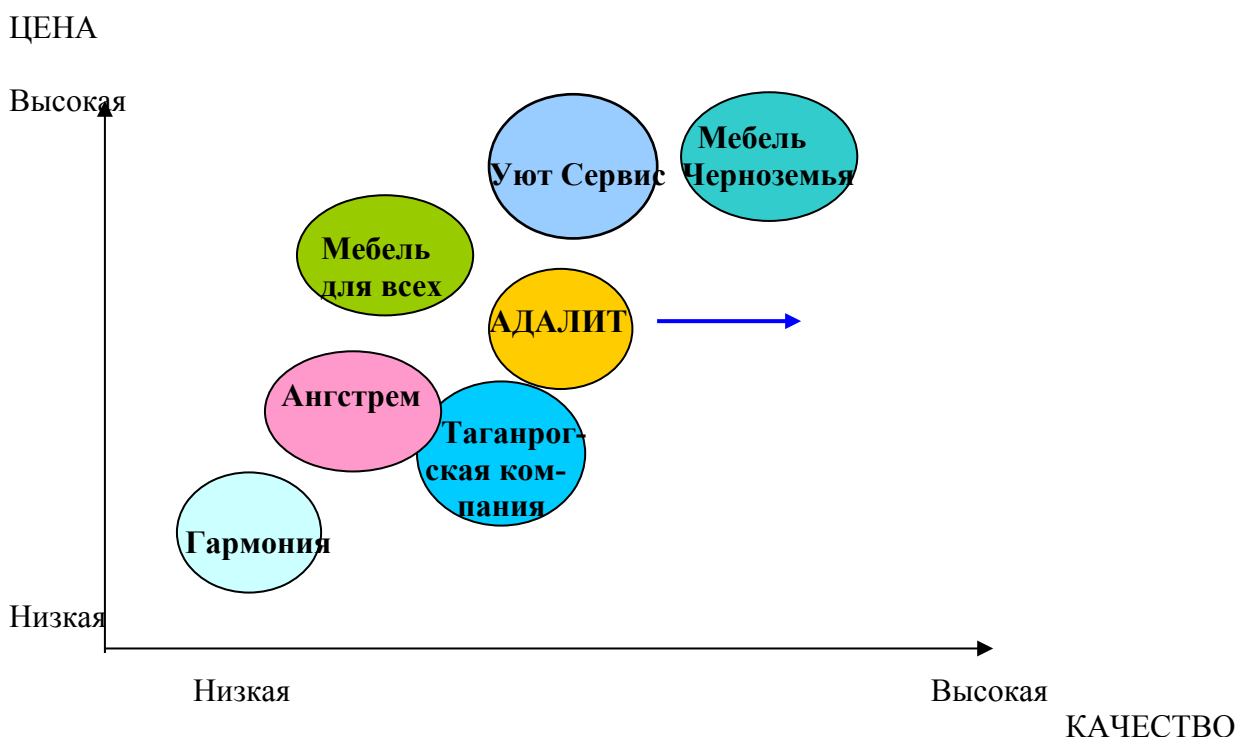 ЦЕНА
Высокая
Мебель
Черноземья
Уют Сервис
Мебель
для всех
АДАЛИТ
Ангстрем
Таганрог-
ская ком-
пания
Гармония
Низкая
Низкая
Высокая
КАЧЕСТВО